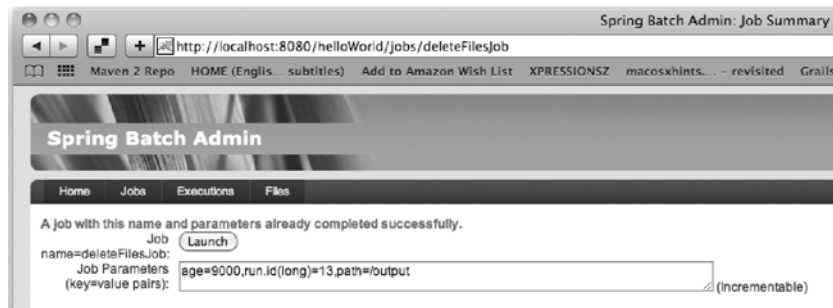 Spring Batch Admin: Job Summary
http://localhost:8080/helloWorld/jobs/deleteFilesJob
Maven 2 Repo HOME (Englis... subtitles) Add to Amazon Wish List XPRESSIONSZ macosxhints.... – revisited Grails
Spring Batch Admin
Home Jobs Executions Files
A job with this name and parameters already completed successfully.
Job Launch
name=deleteFilesJob:
Job Parameters age=9000,run.id(long)=13,path=/output
(key=value pairs): (Incrementable)